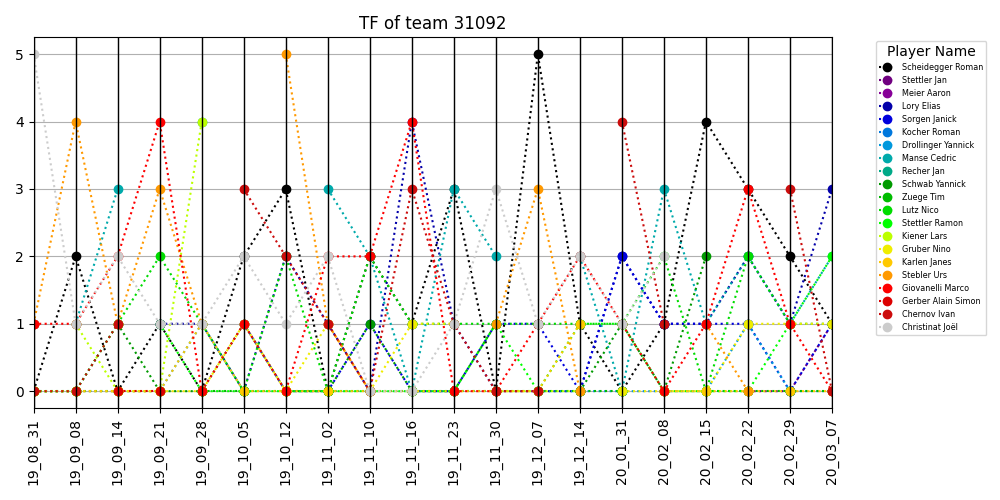 TF of team 31092
5
4
3
2
1
0
19_08_31
19_09_08
19_09_14
19_09_21
19_09_28
19_10_05
19_10_12
19_11_02
19_11_10
19_11_16
19_11_23
19_11_30
19_12_07
19_12_14
20_01_31
20_02_08
20_02_15
20_02_22
20_02_29
20_03_07
Player Name
Scheidegger Roman
Stettler Jan
Meier Aaron
Lory Elias
Sorgen Janick
Kocher Roman
Drollinger Yannick
Manse Cedric
Recher Jan
Schwab Yannick
Zuege Tim
Lutz Nico
Stettler Ramon
Kiener Lars
Gruber Nino
Karlen Janes
Stebler Urs
Giovanelli Marco
Gerber Alain Simon
Chernov Ivan
Christinat Joël